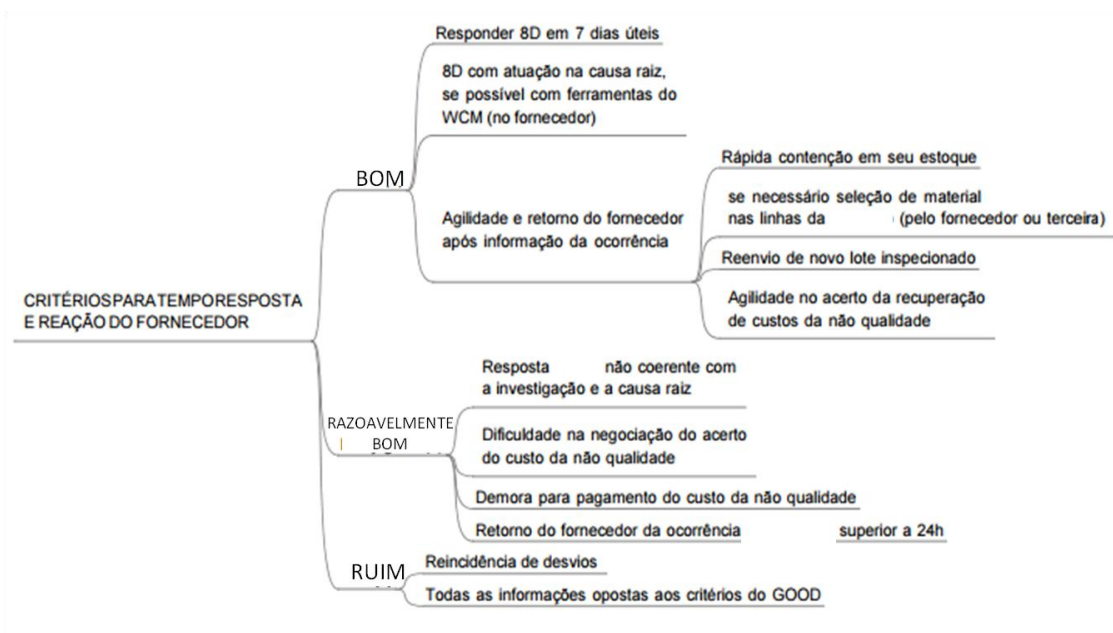 CRITÉRIOS PARA TEMPO RESPOSTA
E REAÇÃO DO FORNECEDOR
BOM
Responder 8D em 7 dias úteis
8D com atuação na causa raiz,
se possível com ferramentas do
WCM (no fornecedor)
Agilidade e retorno do fornecedor
após informação da ocorrência
Rápida contenção em seu estoque
se necessário seleção de material
nas linhas da (pelo fornecedor ou terceira)
Reenvio de novo lote inspecionado
Agilidade no acerto da recuperação
de custos da não qualidade
RAZOAVELMENTE
BOM
Resposta não coerente com
a investigação e a causa raiz
Dificuldade na negociação do acerto
do custo da não qualidade
Demora para pagamento do custo da não qualidade
Retorno do fornecedor da ocorrência superior a 24h
RUIM
Reincidência de desvios
Todas as informações opostas aos critérios do GOOD